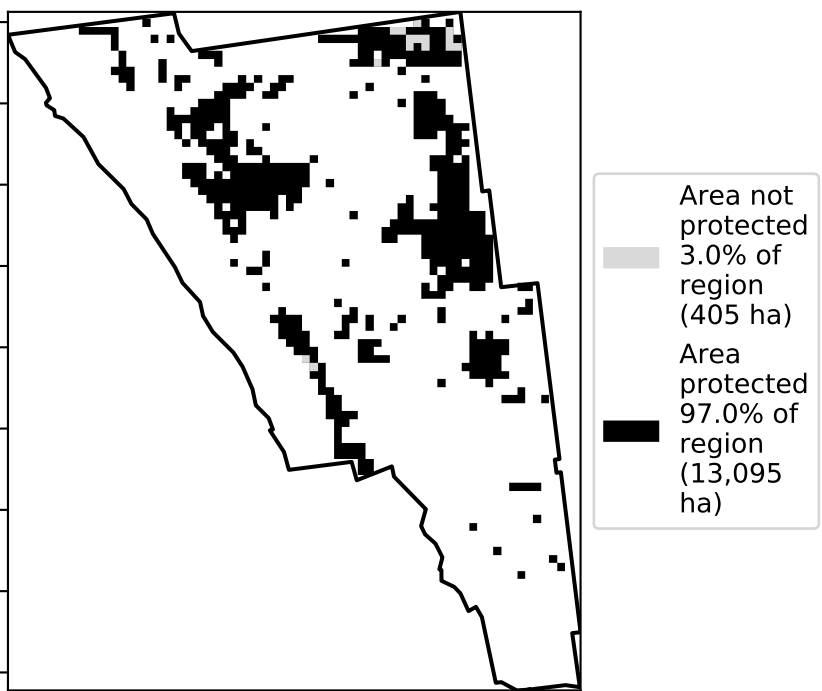 Area not
protected
3.0% of
region
(405 ha)
Area
protected
97.0% of
region
(13,095
ha)